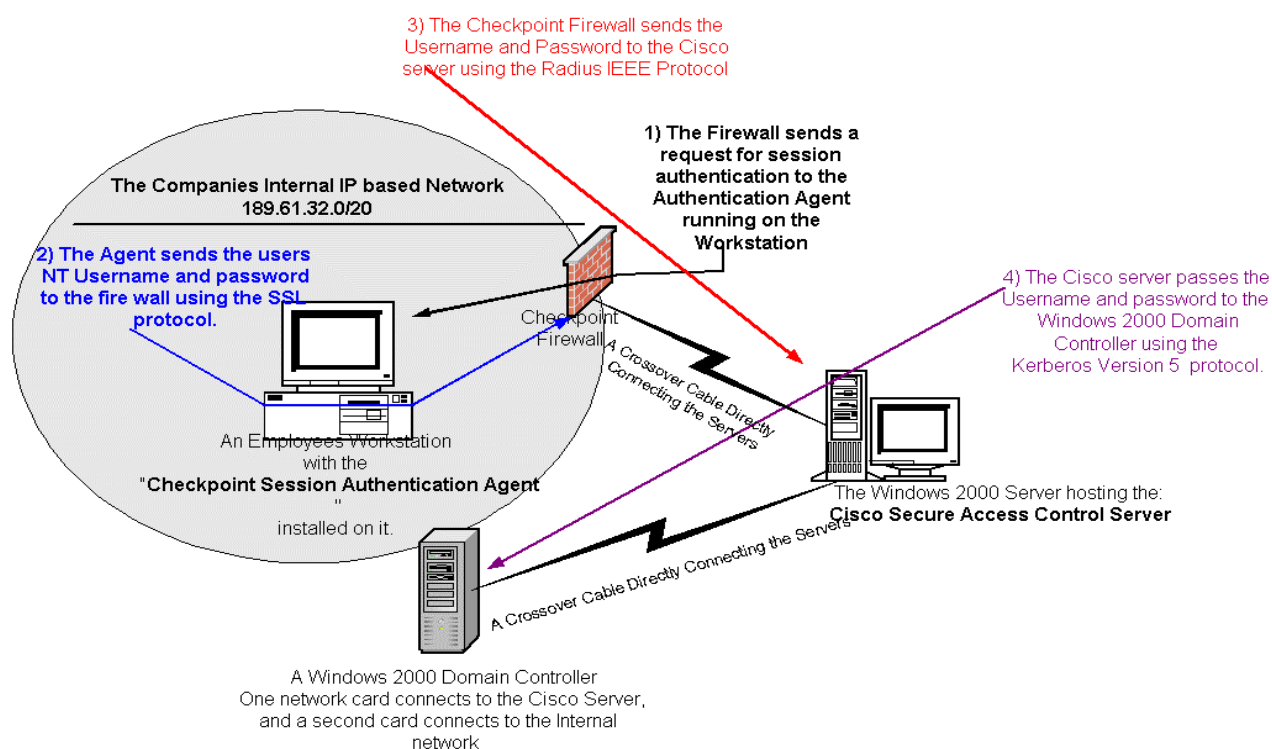 3) The Checkpoint Firewall sends the
Username and Password to the Cisco
server using the Radius IEEE Protocol
1) The Firewall sends a
request for session
authentication to the
Authentication Agent
running on the
Workstation
The Companies Internal IP based Network
189.61.32.0/20
2) The Agent sends the users
NT Username and password
to the fire wall using the SSL
protocol.
4) The Cisco server passes the
Username and password to the
Windows 2000 Domain
Controller using the
Kerberos Version 5 protocol.
Checkpoint
Firewall
A Crossover Cable Directly
Connecting the Servers
An Employees Workstation
with the
"Checkpoint Session Authentication Agent
"
installed on it.
The Windows 2000 Server hosting the:
Cisco Secure Access Control Server
A Crossover Cable Directly Connecting the Servers
A Windows 2000 Domain Controller
One network card connects to the Cisco Server,
and a second card connects to the Internal
network